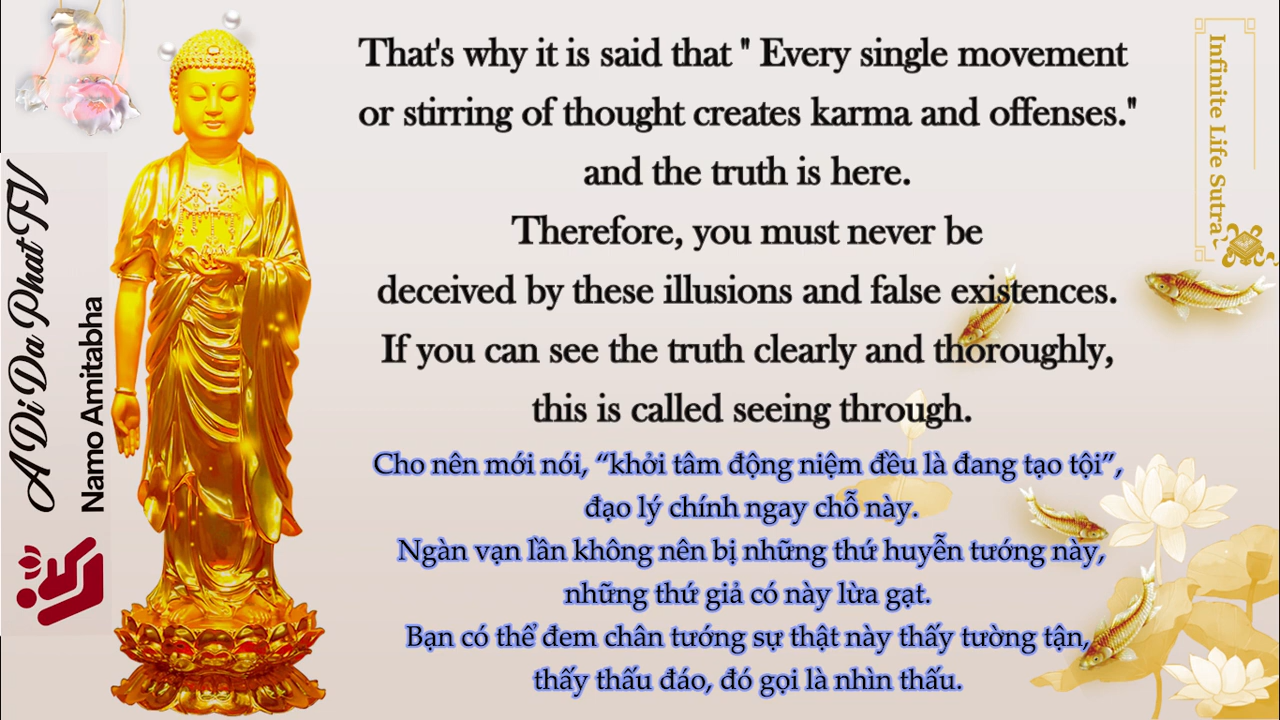 That's why it is said that " Every single movement
or stirring of thought creates karma and offenses."
and the truth is here.
Therefore, you must never be
deceived by these illusions and false existences.
If you can see the truth clearly and thoroughly,
this is called seeing through.
Cho nên mới nói, “khởi tâm động niệm đều là đang tạo tội”,
đạo lý chính ngay chỗ này.
Ngàn vạn lần không nên bị những thứ huyễn tướng này,
những thứ giả có này lừa gạt.
Bạn có thể đem chân tướng sự thật này thấy tường tận,
thấy thấu đáo, đó gọi là nhìn thấu.
A Di Da Phat TV
Namo Amitabha
Infinite Life Sutra